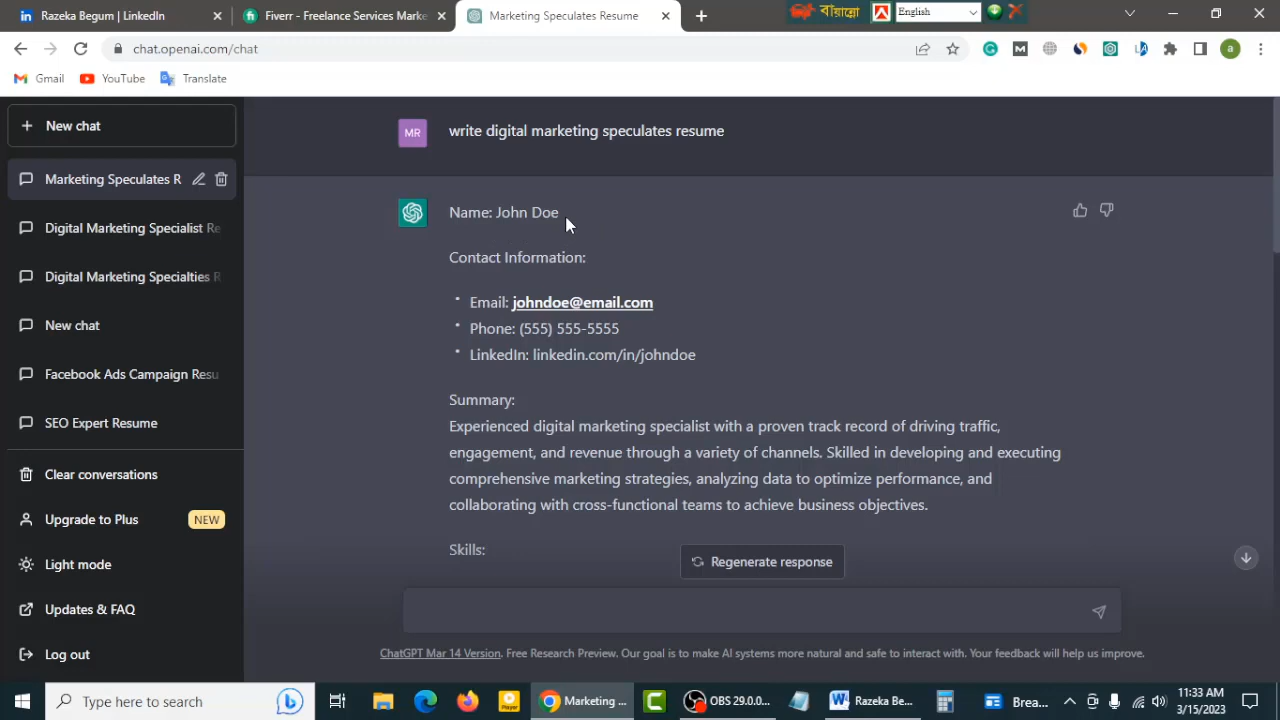 Razeka Begum | LinkedIn
Fiverr - Freelance Services Marke
Marketing Speculates Resume
English
chat.openai.com/chat
Gmail
YouTube
Translate
New chat
Marketing Speculates R
Digital Marketing Specialist Re
Digital Marketing Specialties R
New chat
Facebook Ads Campaign Resu
SEO Expert Resume
Clear conversations
Upgrade to Plus
NEW
Light mode
Updates & FAQ
Log out
MR
write digital marketing speculates resume
Name: John Doe
Contact Information:
Email: johndoe@email.com
Phone: (555) 555-5555
LinkedIn: linkedin.com/in/johndoe
Summary:
Experienced digital marketing specialist with a proven track record of driving traffic,
engagement, and revenue through a variety of channels. Skilled in developing and executing
comprehensive marketing strategies, analyzing data to optimize performance, and
collaborating with cross-functional teams to achieve business objectives.
Skills:
Regenerate response
ChatGPT Mar 14 Version. Free Research Preview. Our goal is to make AI systems more natural and safe to interact with. Your feedback will help us improve.
Type here to search
Marketing ...
OBS 29.0.0...
Razeka Be...
Brea...
11:33 AM
3/15/2023